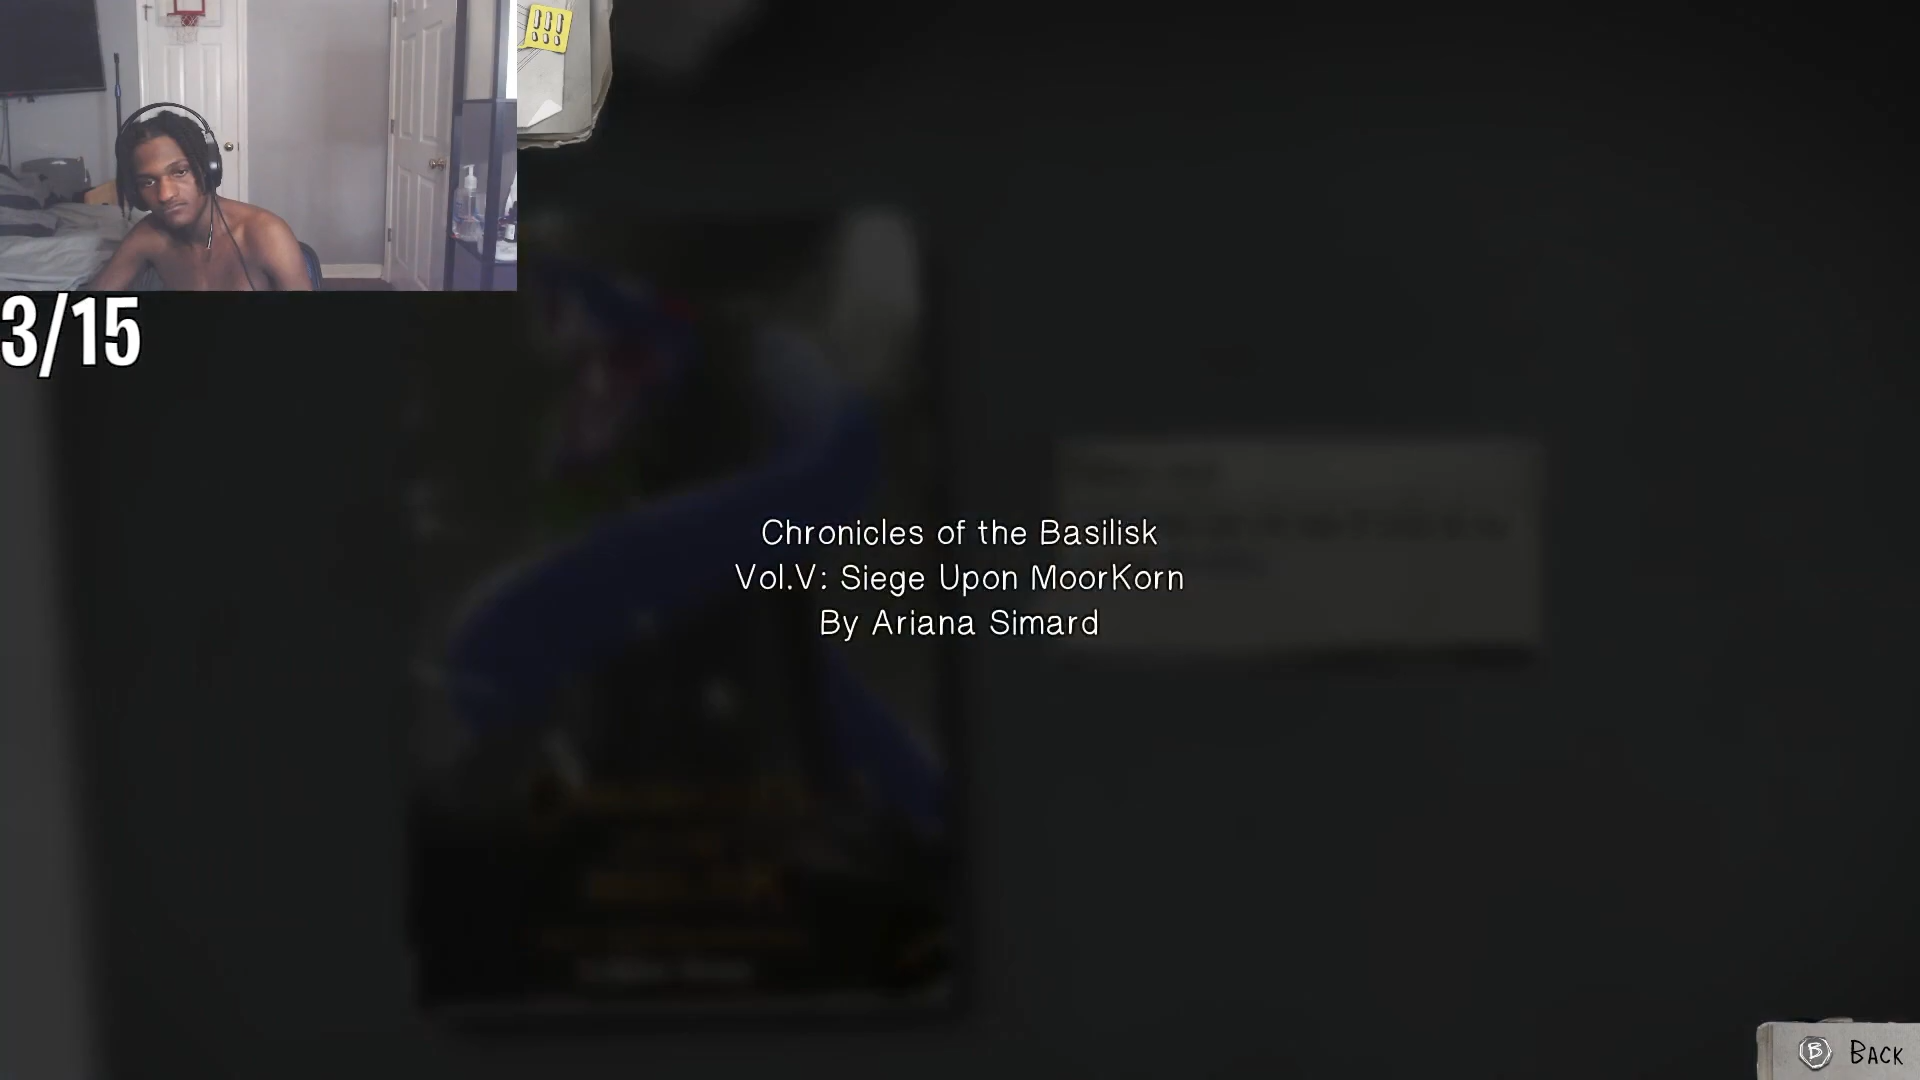 3/15
Chronicles of the Basilisk
Vol.V: Siege Upon MoorKorn
By Ariana Simard
B BACK